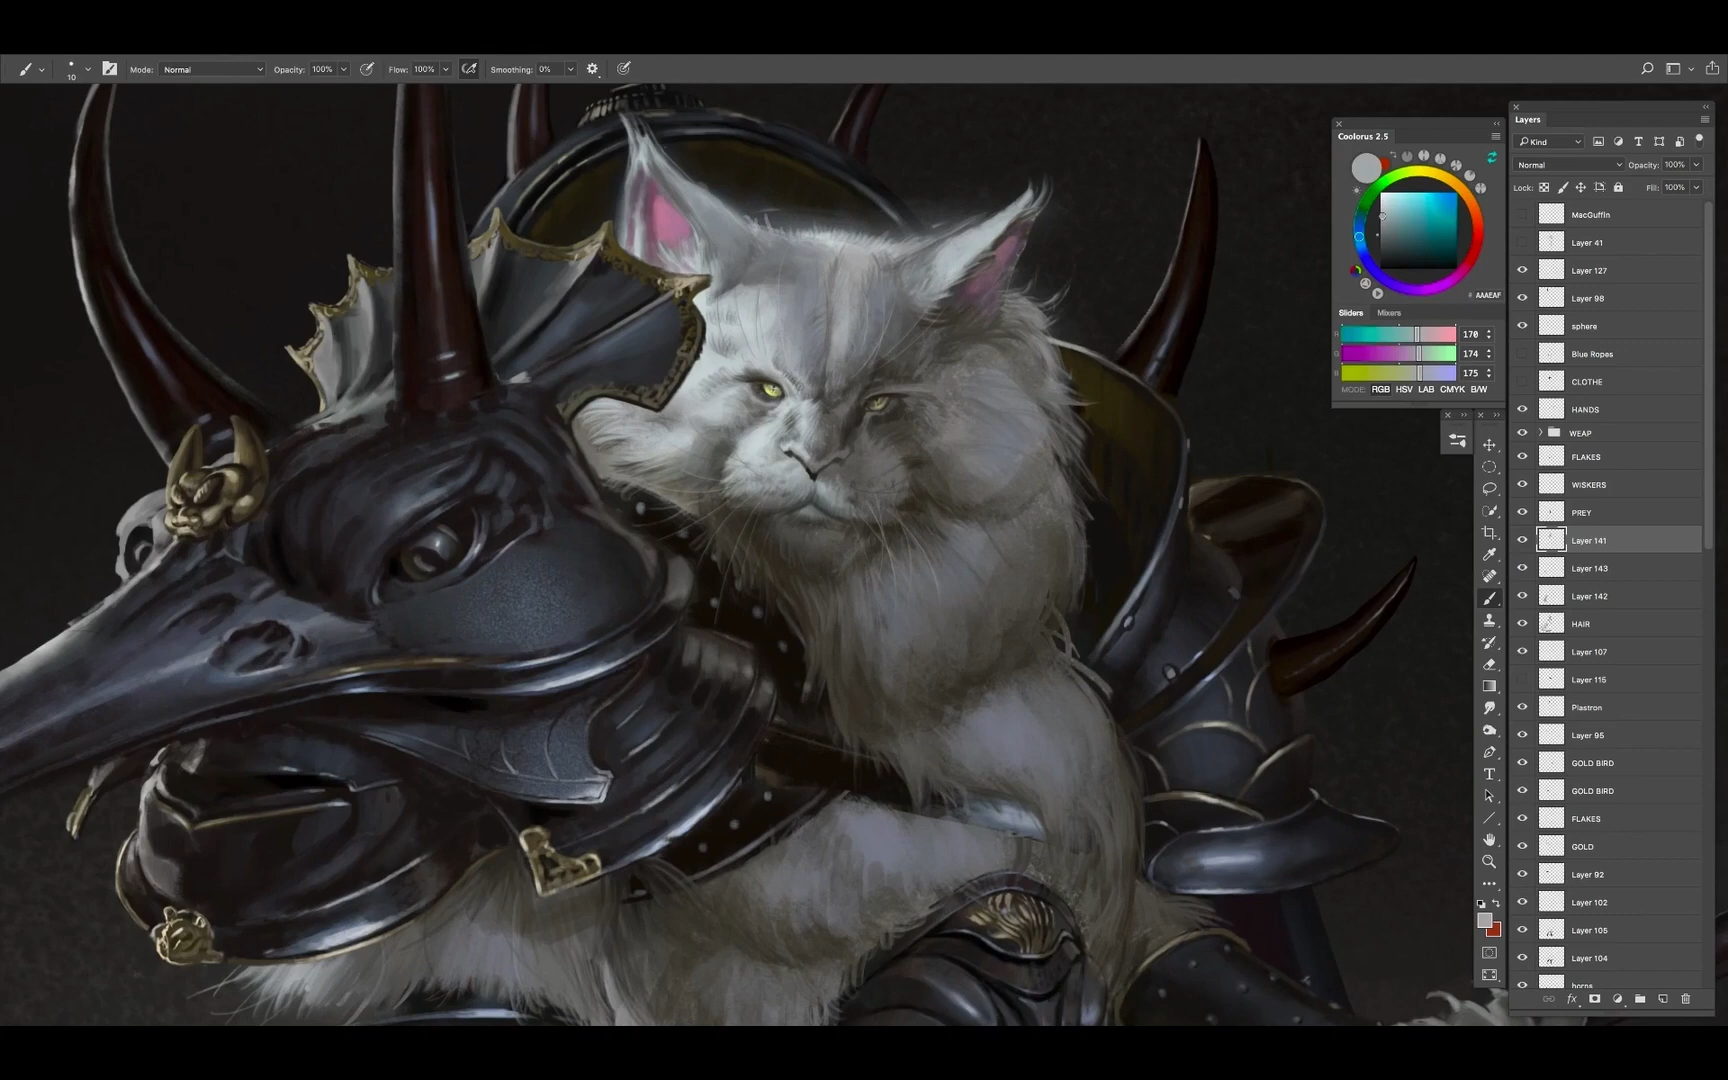 10
Mode: Normal
Opacity: 100%
Flow: 100%
Smoothing: 0%
Coolorus 2.5
# AAAEAF
Sliders Mixers
R 170
G 174
B 175
MODE: RGB HSV LAB CMYK B/W
Layers
Kind
Normal Opacity: 100%
Lock: Fill: 100%
MacGuffin
Layer 41
Layer 127
Layer 98
sphere
Blue Ropes
CLOTHE
HANDS
WEAP
FLAKES
WISKERS
PREY
Layer 141
Layer 143
Layer 142
HAIR
Layer 107
Layer 115
Plastron
Layer 95
GOLD BIRD
GOLD BIRD
FLAKES
GOLD
Layer 92
Layer 102
Layer 105
Layer 104
horns
fx